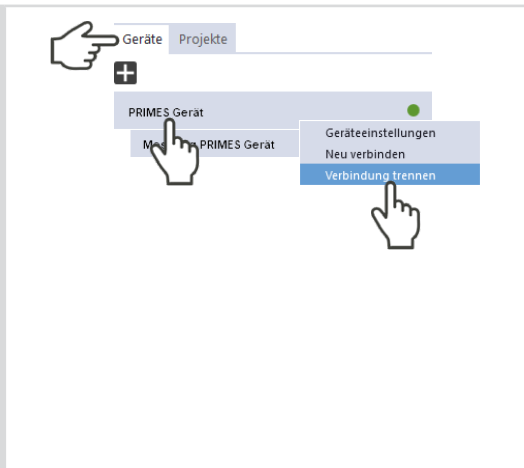 Geräte Projekte
PRIMES Gerät
PRIMES Gerät
Geräteeinstellungen
Neu verbinden
Verbindung trennen